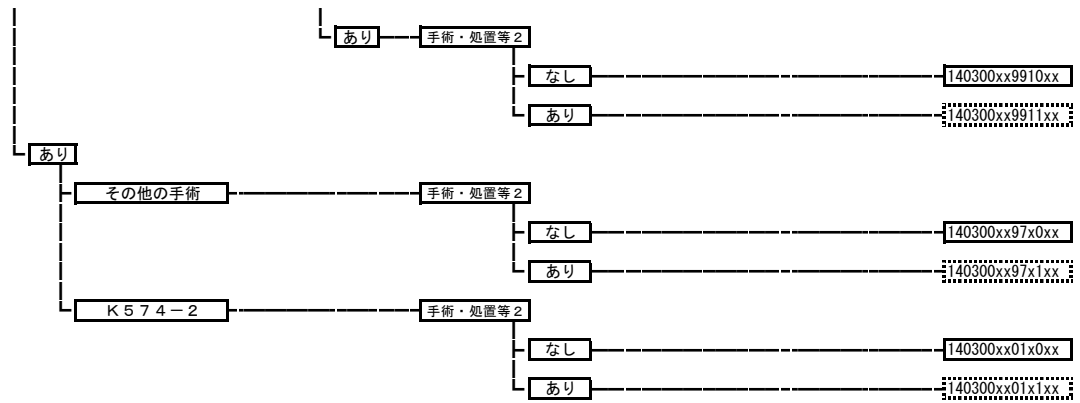 あり 手術・処置等2
なし 140300xx9910xx
あり 140300xx9911xx
あり
その他の手術 手術・処置等2
なし 140300xx97x0xx
あり 140300xx97x1xx
K574-2 手術・処置等2
なし 140300xx01x0xx
あり 140300xx01x1xx